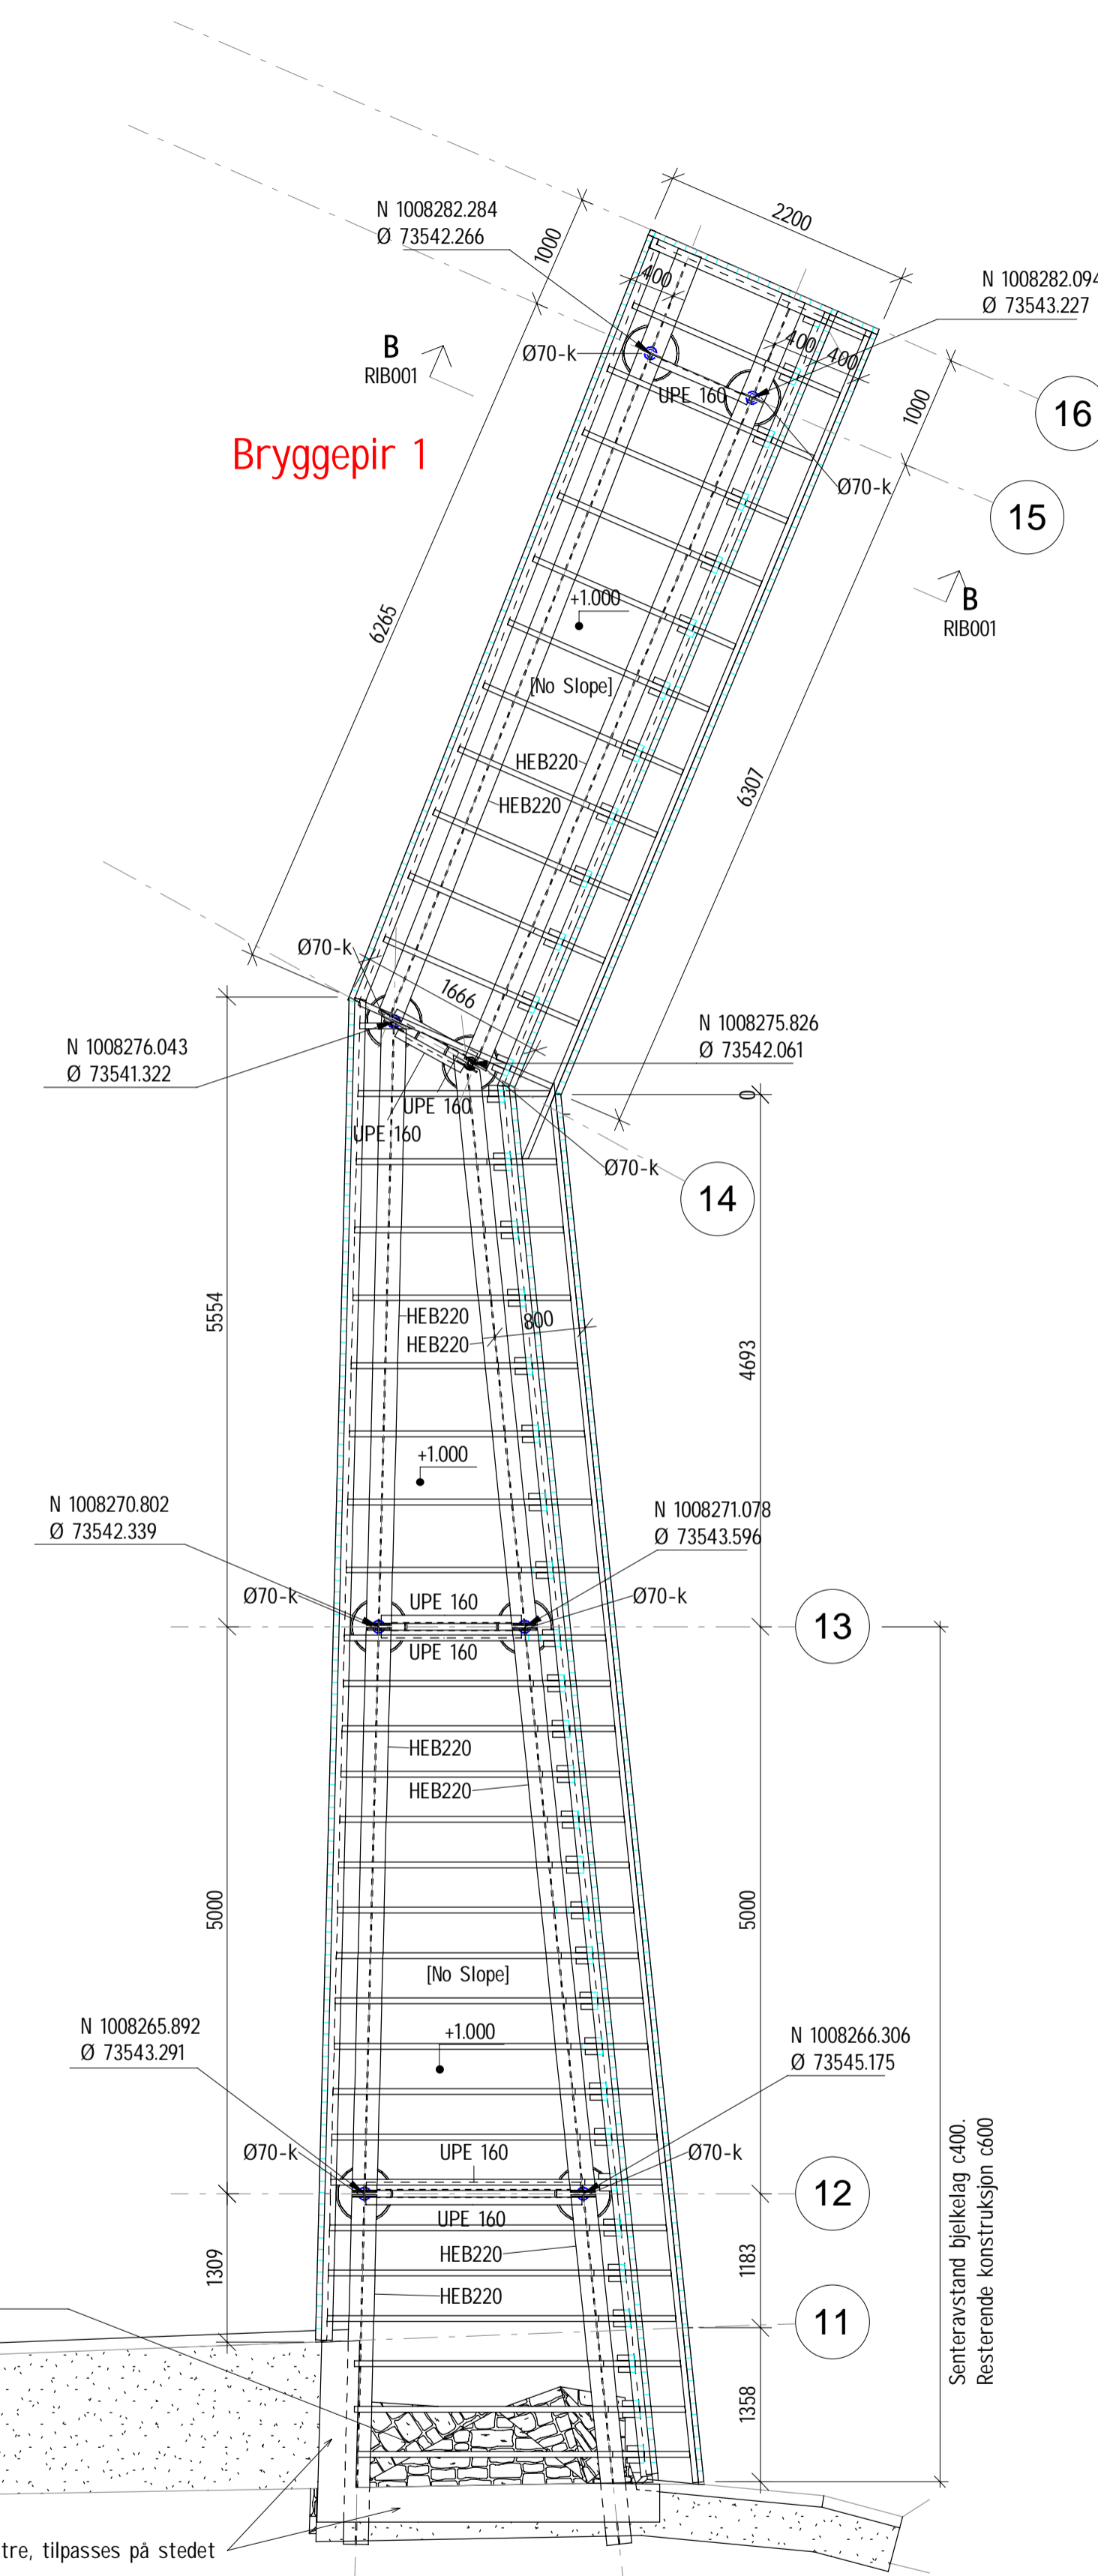 N 1008282.284
Ø 73542.266
1000
2200
400
N 1008282.094
Ø 73543.227
B
RIB001
Ø70-k
400
400
UPE 160
1000
16
Bryggepir 1
Ø70-k
15
+1.000
B
RIB001
6265
[No Slope]
HEB220
HEB220
6307
Ø70-k
1666
N 1008275.826
Ø 73542.061
N 1008276.043
Ø 73541.322
0
UPE 160
UPE 160
Ø70-k
14
5554
HEB220
HEB220
800
4693
+1.000
N 1008270.802
Ø 73542.339
N 1008271.078
Ø 73543.596
Ø70-k
UPE 160
Ø70-k
13
UPE 160
HEB220
HEB220
5000
5000
[No Slope]
+1.000
N 1008265.892
Ø 73543.291
N 1008266.306
Ø 73545.175
Ø70-k
UPE 160
Ø70-k
12
UPE 160
HEB220
1309
1183
HEB220
11
Senteravstand bjelkelag c400.
Resterende konstruksjon c600
1358
tre, tilpasses på stedet